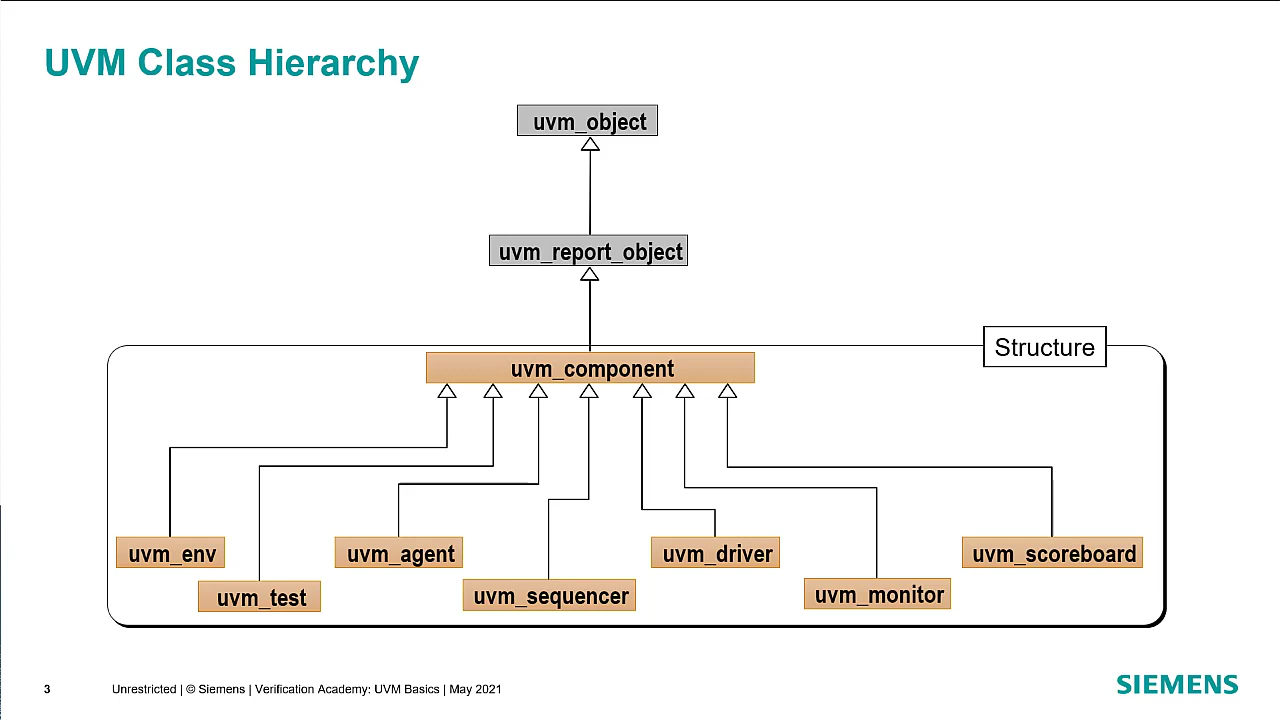 UVM Class Hierarchy
uvm_object
uvm_report_object
Structure
uvm_component
uvm_env
uvm_agent
uvm_driver
uvm_scoreboard
uvm_test
uvm_sequencer
uvm_monitor
3 Unrestricted | © Siemens | Verification Academy: UVM Basics | May 2021
SIEMENS